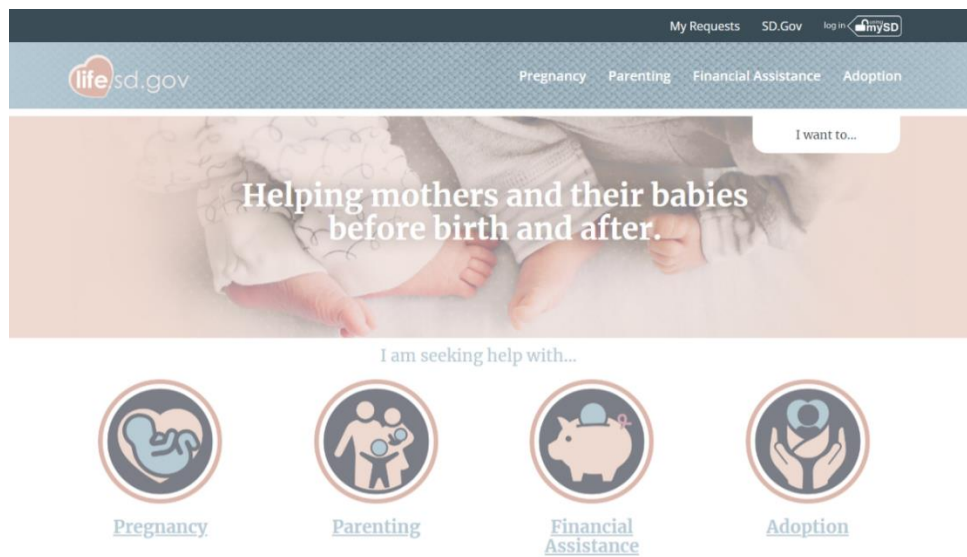 My Requests SD.Gov log in using mySD
life sd.gov Pregnancy Parenting Financial Assistance Adoption
I want to...
Helping mothers and their babies
before birth and after.
I am seeking help with...
Pregnancy Parenting Financial Adoption
Assistance